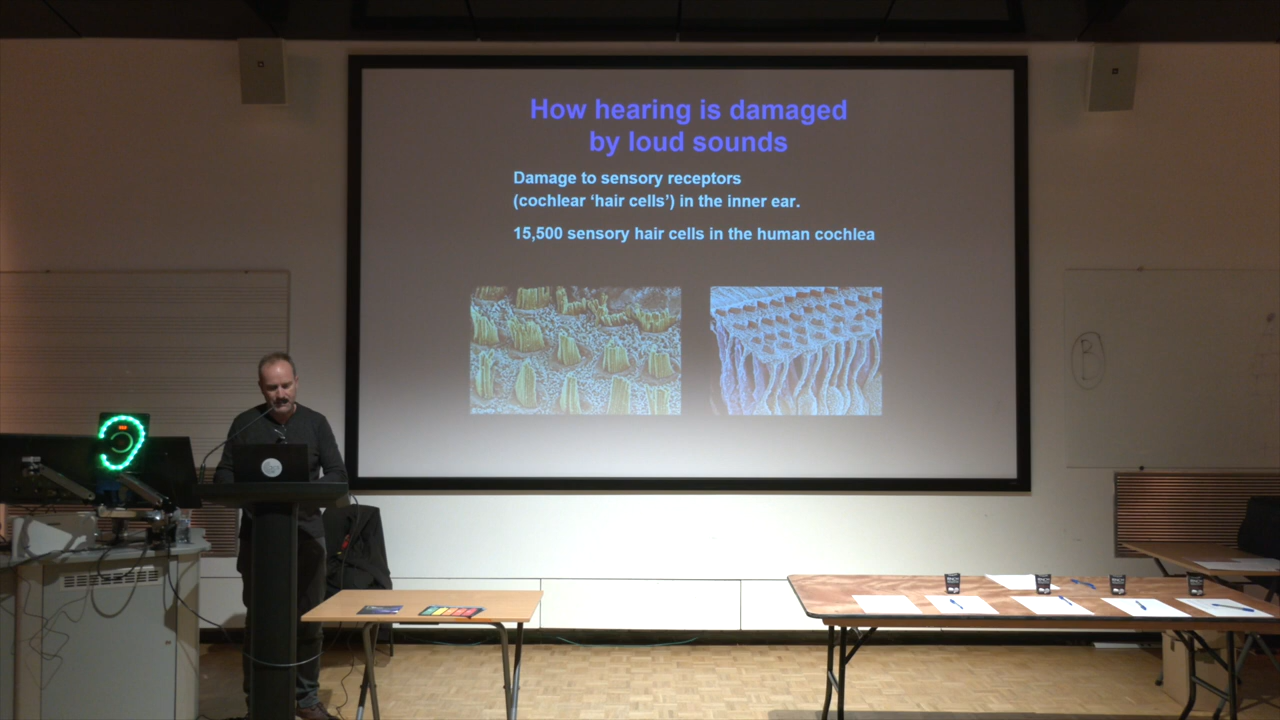 How hearing is damaged
by loud sounds
Damage to sensory receptors
(cochlear ‘hair cells’) in the inner ear.
15,500 sensory hair cells in the human cochlea
B